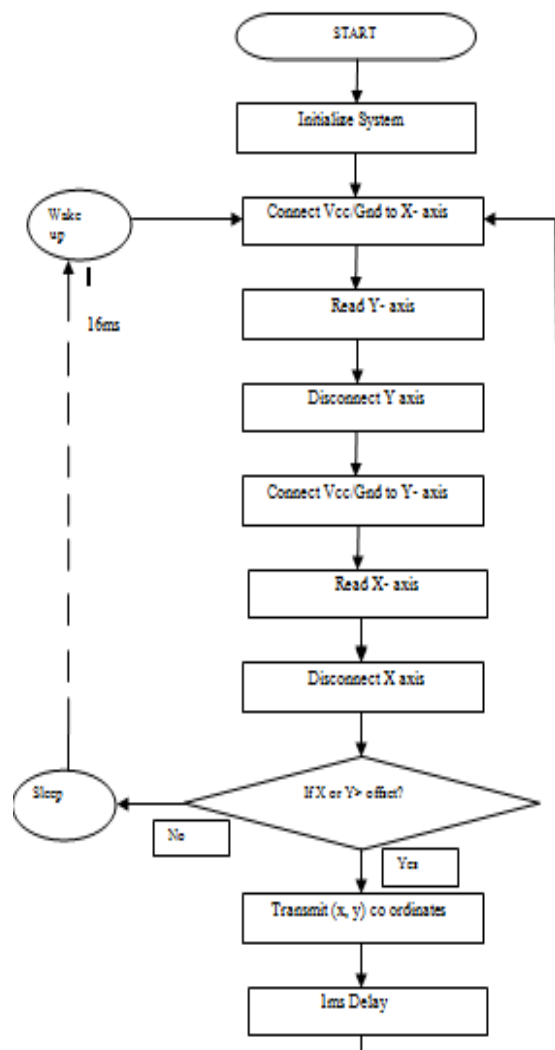 START
Initialize System
Wake
up
Connect Vcc/Gnd to X- axis
16ms
Read Y- axis
Disconnect Y axis
Connect Vcc/Gnd to Y- axis
Read X- axis
Disconnect X axis
Sleep
If X or Y> offset?
No
Yes
Transmit (x, y) co ordinates
1ms Delay